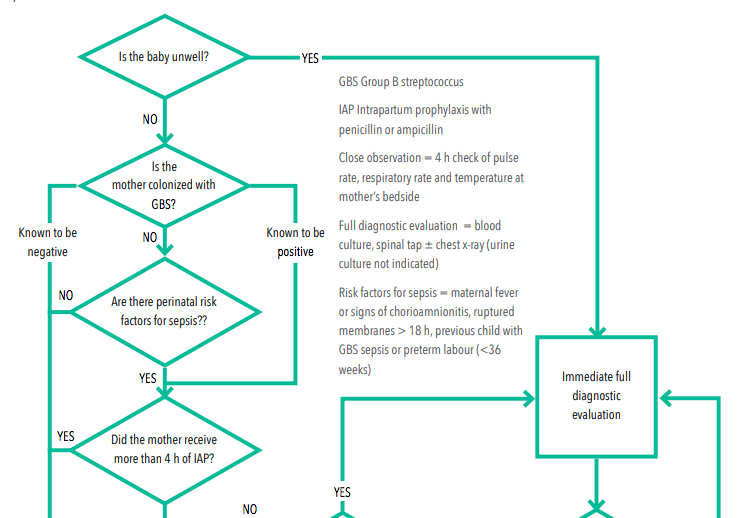 Is the baby unwell?
YES
GBS Group B streptococcus
IAP Intrapartum prophylaxis with
penicillin or ampicillin
Close observation = 4 h check of pulse
rate, respiratory rate and temperature at
mother's bedside
Full diagnostic evaluation = blood
culture, spinal tap ± chest x-ray (urine
culture not indicated)
Risk factors for sepsis = maternal fever
or signs of chorioamnionitis, ruptured
membranes > 18 h, previous child with
GBS sepsis or preterm labour (<36
weeks)
NO
Is the
mother colonized with
GBS?
Known to be
negative
NO
Known to be
positive
NO
Are there perinatal risk
factors for sepsis??
YES
Immediate full
diagnostic
evaluation
YES
Did the mother receive
more than 4 h of IAP?
NO
YES